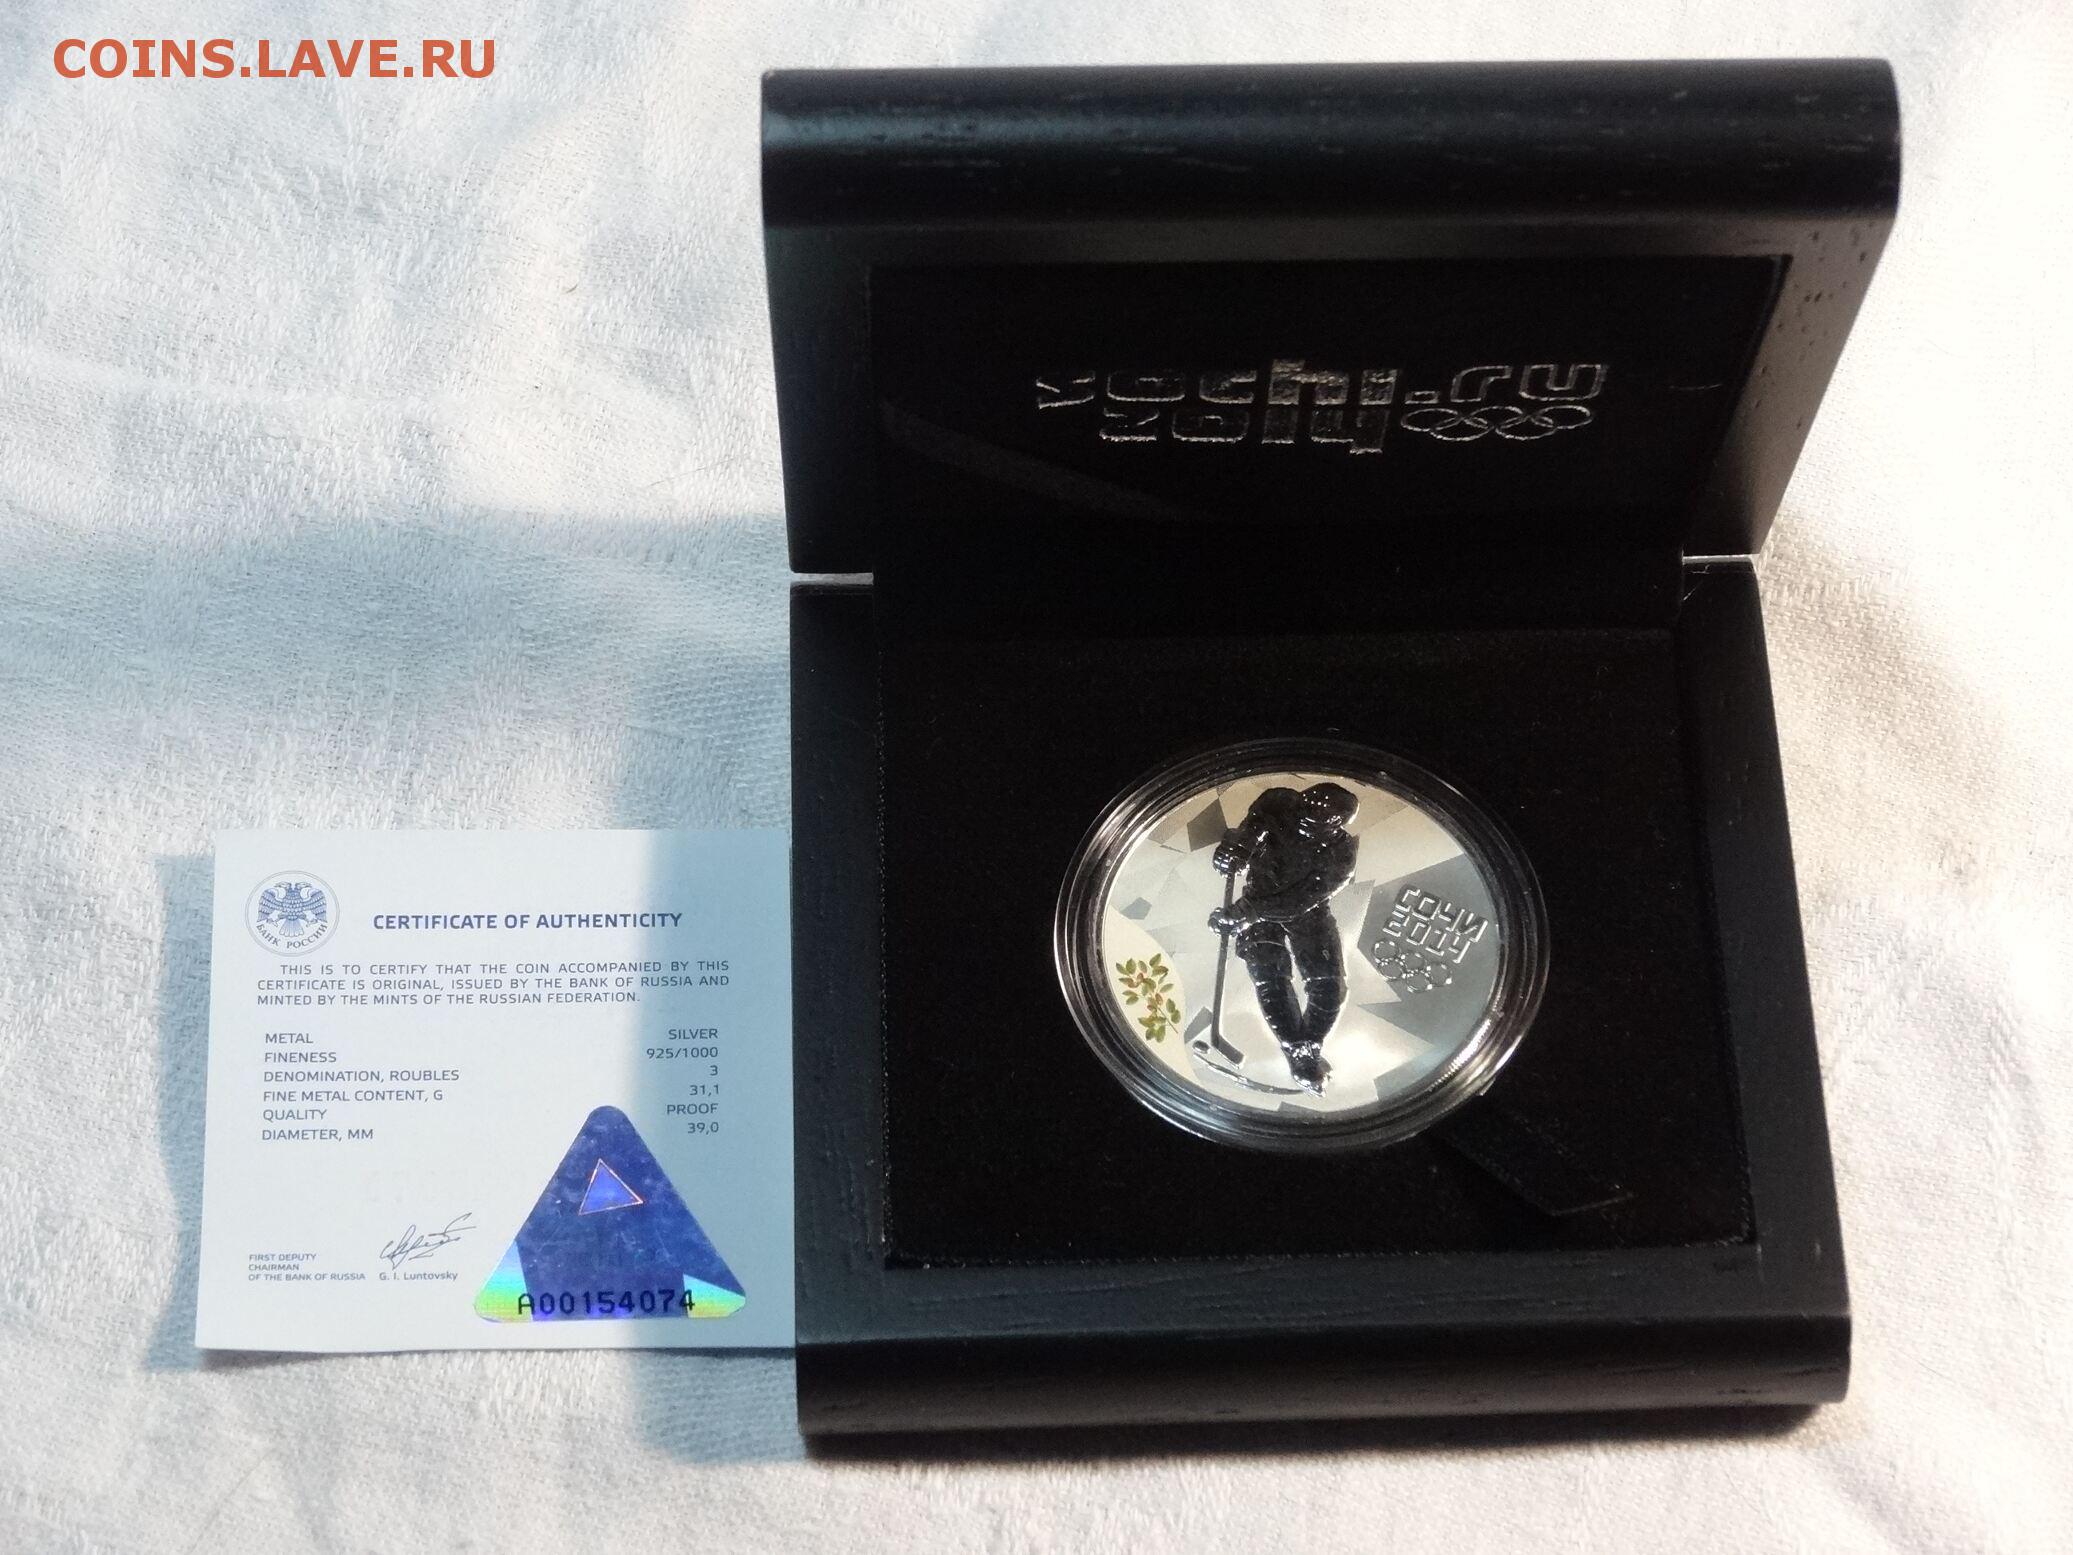 COINS.LAVE.RU
sochi.ru
2014
СОЧИ
2014
БАНК РОССИИ
CERTIFICATE OF AUTHENTICITY
THIS IS TO CERTIFY THAT THE COIN ACCOMPANIED BY THIS
CERTIFICATE IS ORIGINAL, ISSUED BY THE BANK OF RUSSIA AND
MINTED BY THE MINTS OF THE RUSSIAN FEDERATION.
METAL SILVER
FINENESS 925/1000
DENOMINATION, ROUBLES 3
FINE METAL CONTENT, G 31,1
QUALITY PROOF
DIAMETER, MM 39,0
FIRST DEPUTY
CHAIRMAN
OF THE BANK OF RUSSIA G. I. Luntovsky
A00154074